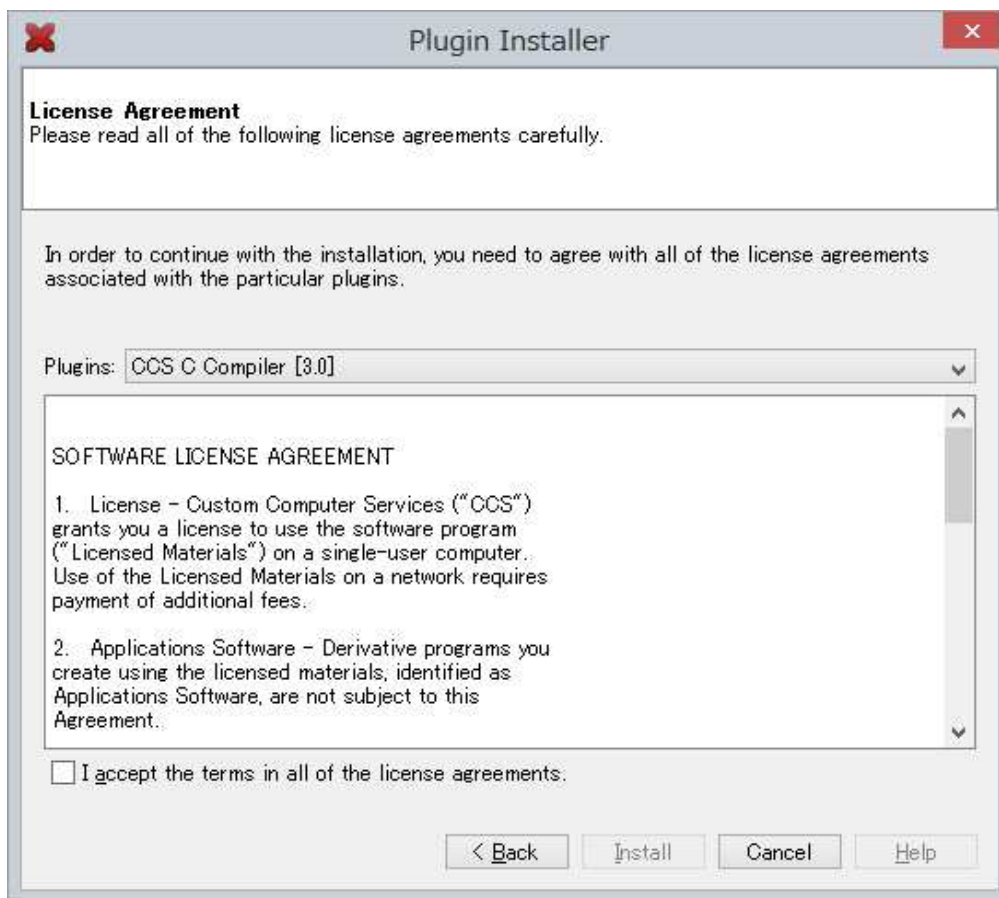 Plugin Installer
License Agreement
Please read all of the following license agreements carefully.
In order to continue with the installation, you need to agree with all of the license agreements
associated with the particular plugins.
Plugins: CCS C Compiler [3.0]
SOFTWARE LICENSE AGREEMENT
1. License - Custom Computer Services ("CCS")
grants you a license to use the software program
("Licensed Materials") on a single-user computer.
Use of the Licensed Materials on a network requires
payment of additional fees.
2. Applications Software - Derivative programs you
create using the licensed materials, identified as
Applications Software, are not subject to this
Agreement.
I accept the terms in all of the license agreements.
< Back Install Cancel Help